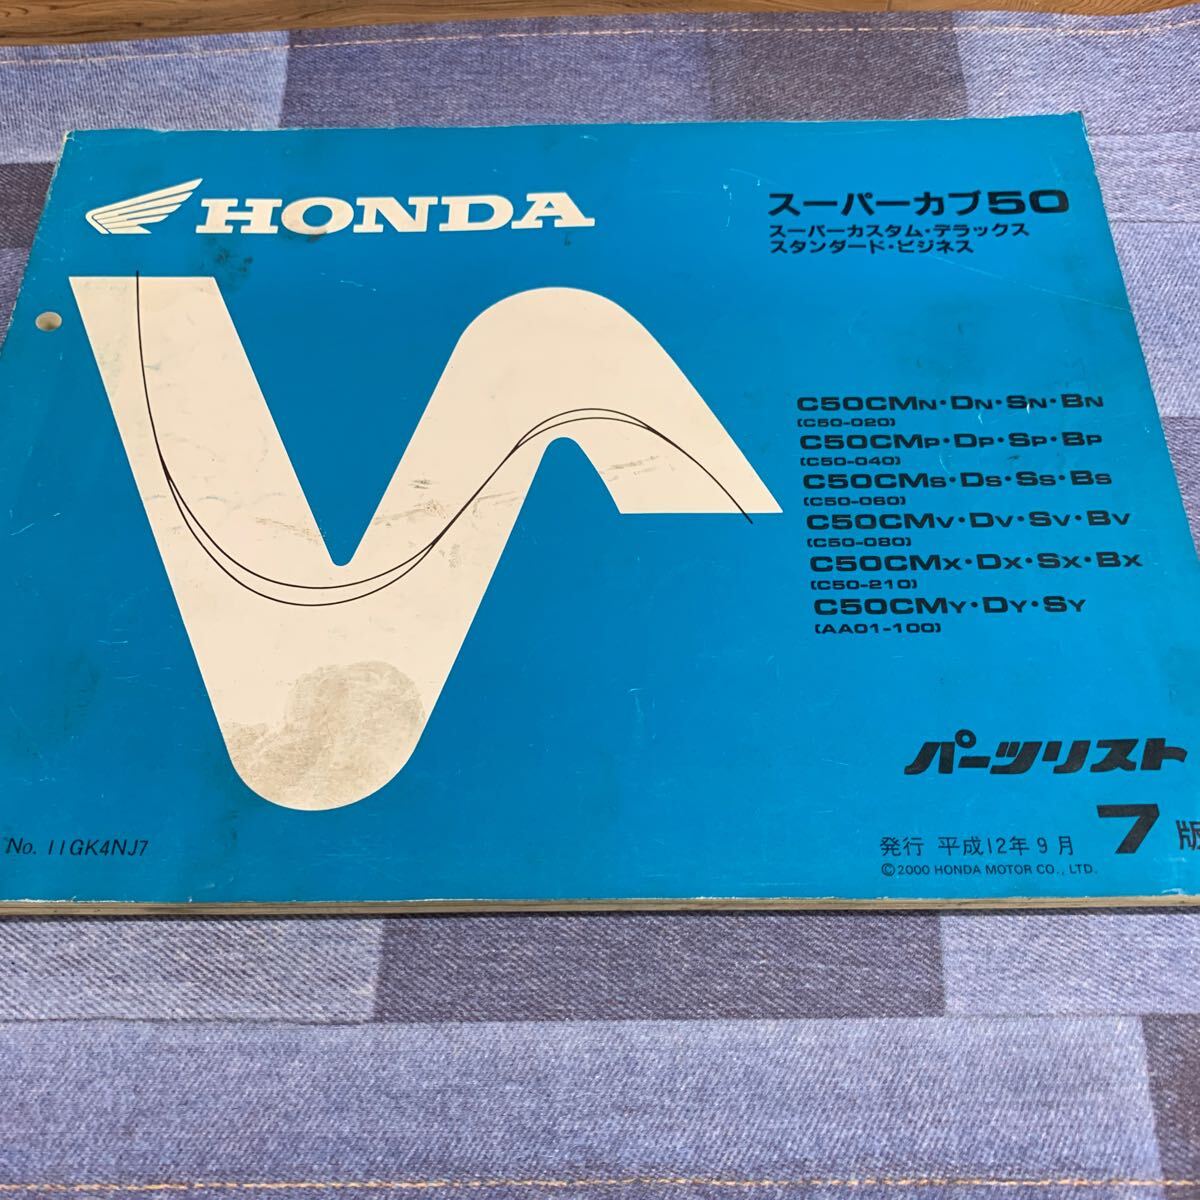 HONDA
スーパーカブ50
スーパーカスタム・デラックス
スタンダード・ビジネス
C50CMN・DN・SN・BN
(C50-020)
C50CMP・DP・SP・BP
(C50-040)
C50CMS・DS・SS・BS
(C50-060)
C50CMV・DV・SV・BV
(C50-080)
C50CMX・DX・SX・BX
(C50-210)
C50CMY・DY・SY
(AA01-100)
パーツリスト
7版
No. 11GK4NJ7
発行 平成12年9月
©2000 HONDA MOTOR CO., LTD.